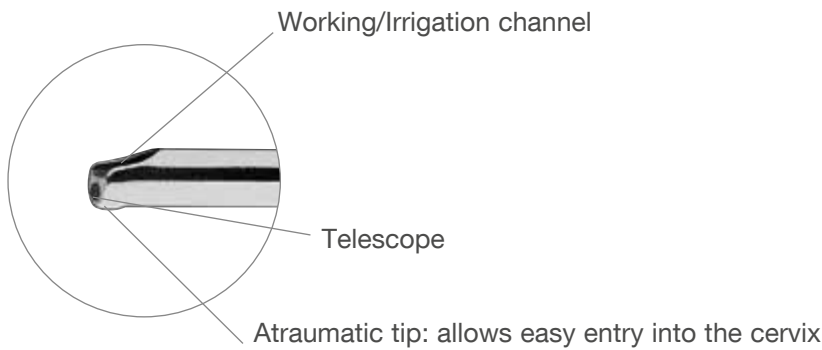 Working/Irrigation channel
Telescope
Atraumatic tip: allows easy entry into the cervix